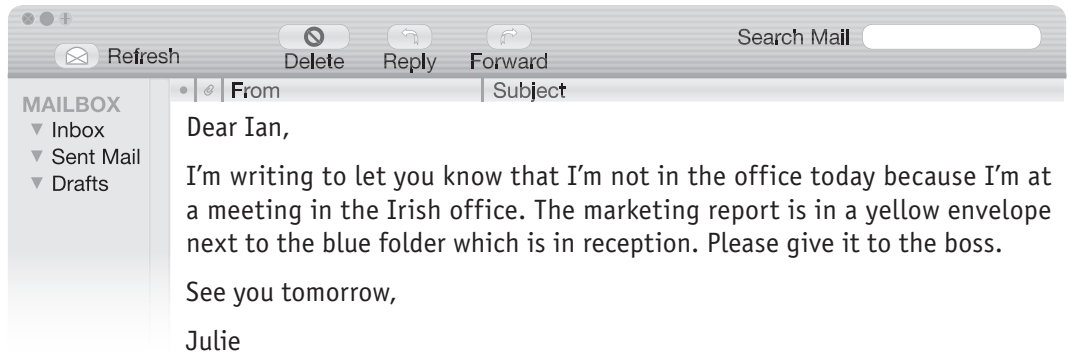 Search Mail
Refresh
Delete Reply Forward
From Subject
MAILBOX
Inbox
Sent Mail
Drafts
Dear Ian,
I'm writing to let you know that I'm not in the office today because I'm at
a meeting in the Irish office. The marketing report is in a yellow envelope
next to the blue folder which is in reception. Please give it to the boss.
See you tomorrow,
Julie